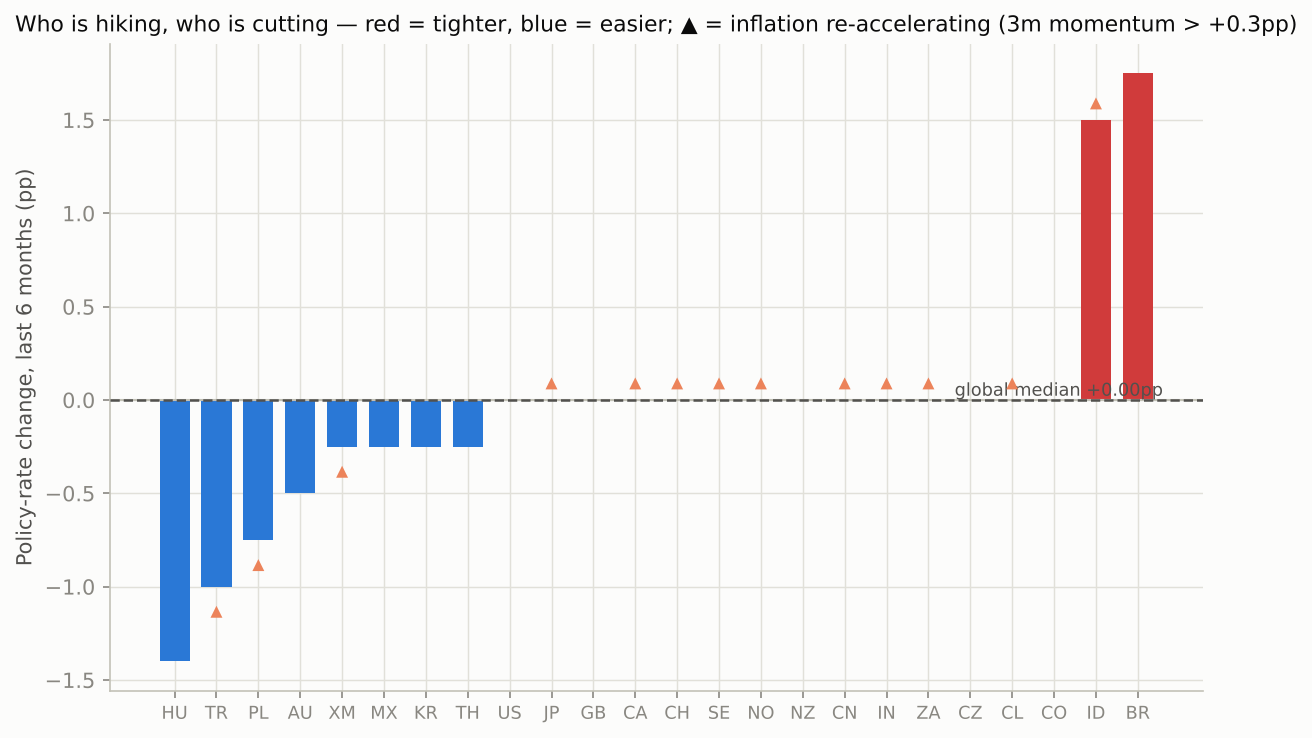 Who is hiking, who is cutting — red = tighter, blue = easier; ▲ = inflation re-accelerating (3m momentum > +0.3pp)
Policy-rate change, last 6 months (pp)
1.5
1.0
0.5
0.0
−0.5
−1.0
−1.5
global median +0.00pp
HU TR PL AU XM MX KR TH US JP GB CA CH SE NO NZ CN IN ZA CZ CL CO ID BR